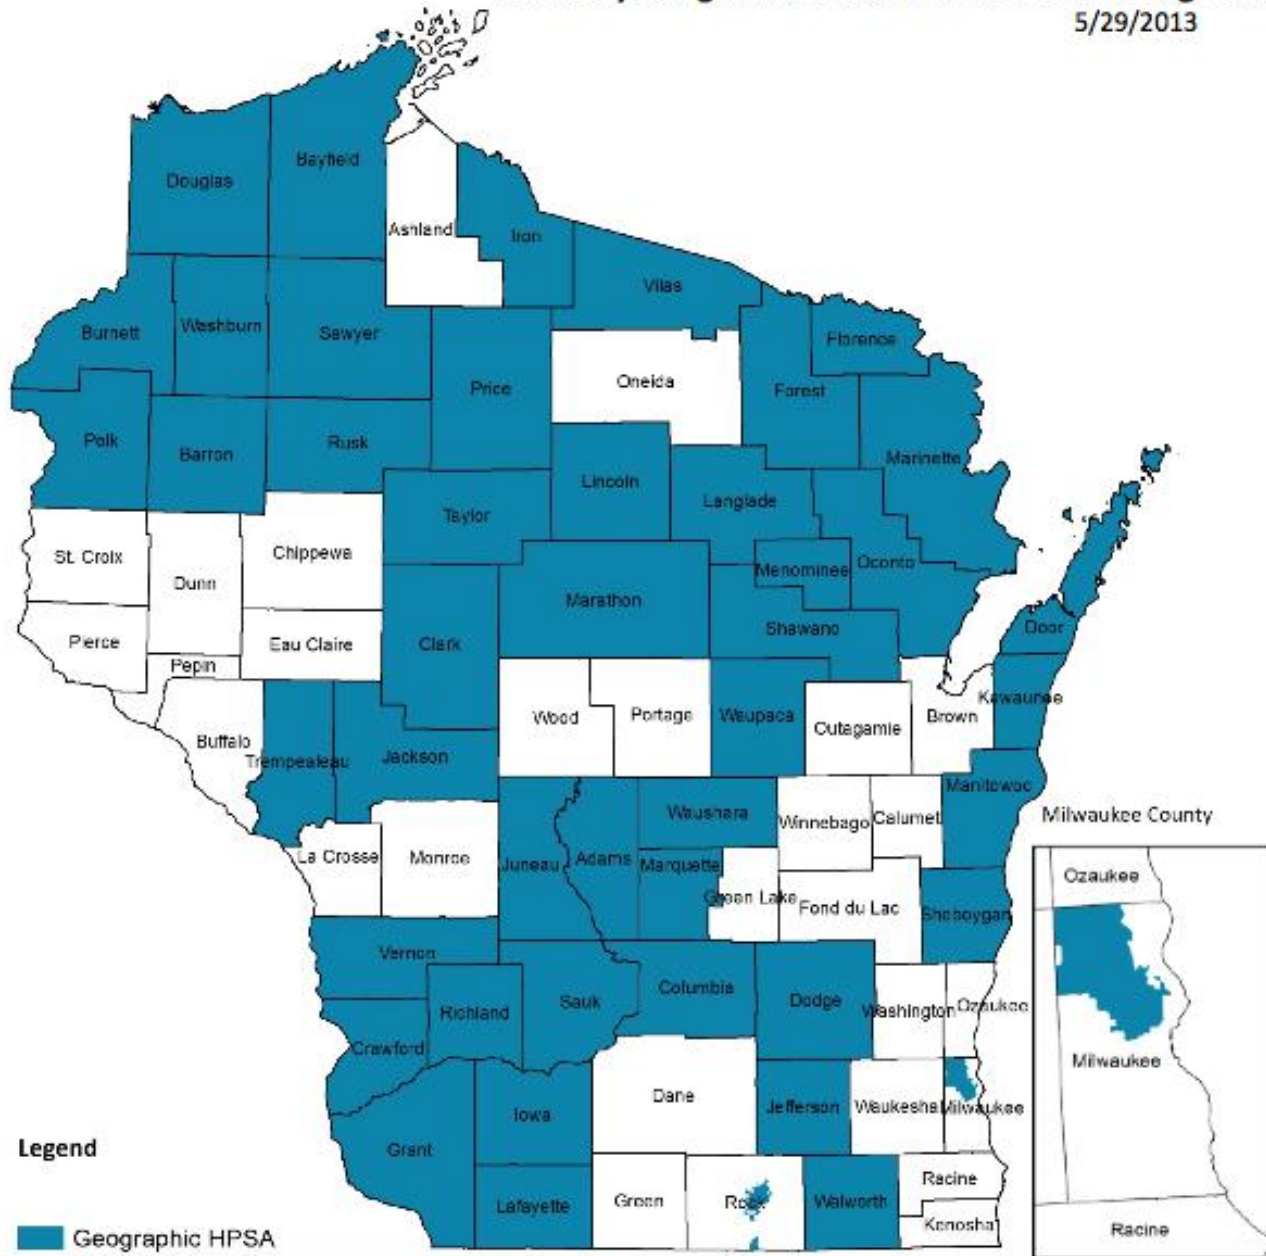 5/29/2013
Bayfield
Douglas
Ashland
Iron
Vilas
Burnett
Washburn
Sawyer
Florence
Price
Oneida
Forest
Polk
Barron
Rusk
Marinette
Lincoln
Langlade
Taylor
St. Croix
Dunn
Chippewa
Menominee
Oconto
Marathon
Pierce
Eau Claire
Clark
Shawano
Door
Pepin
Kewaunee
Wood
Portage
Waupaca
Outagamie
Brown
Buffalo
Trempealeau
Jackson
Manitowoc
Waushara
Winnebago
Calumet
Milwaukee County
La Crosse
Monroe
Juneau
Adams
Marquette
Green Lake
Fond du Lac
Sheboygan
Ozaukee
Vernon
Columbia
Dodge
Richland
Sauk
Washington
Ozaukee
Crawford
Milwaukee
Dane
Iowa
Jefferson
Waukesha
Milwaukee
Grant
Legend
Lafayette
Green
Rock
Walworth
Racine
Kenosha
Racine
Geographic HPSA